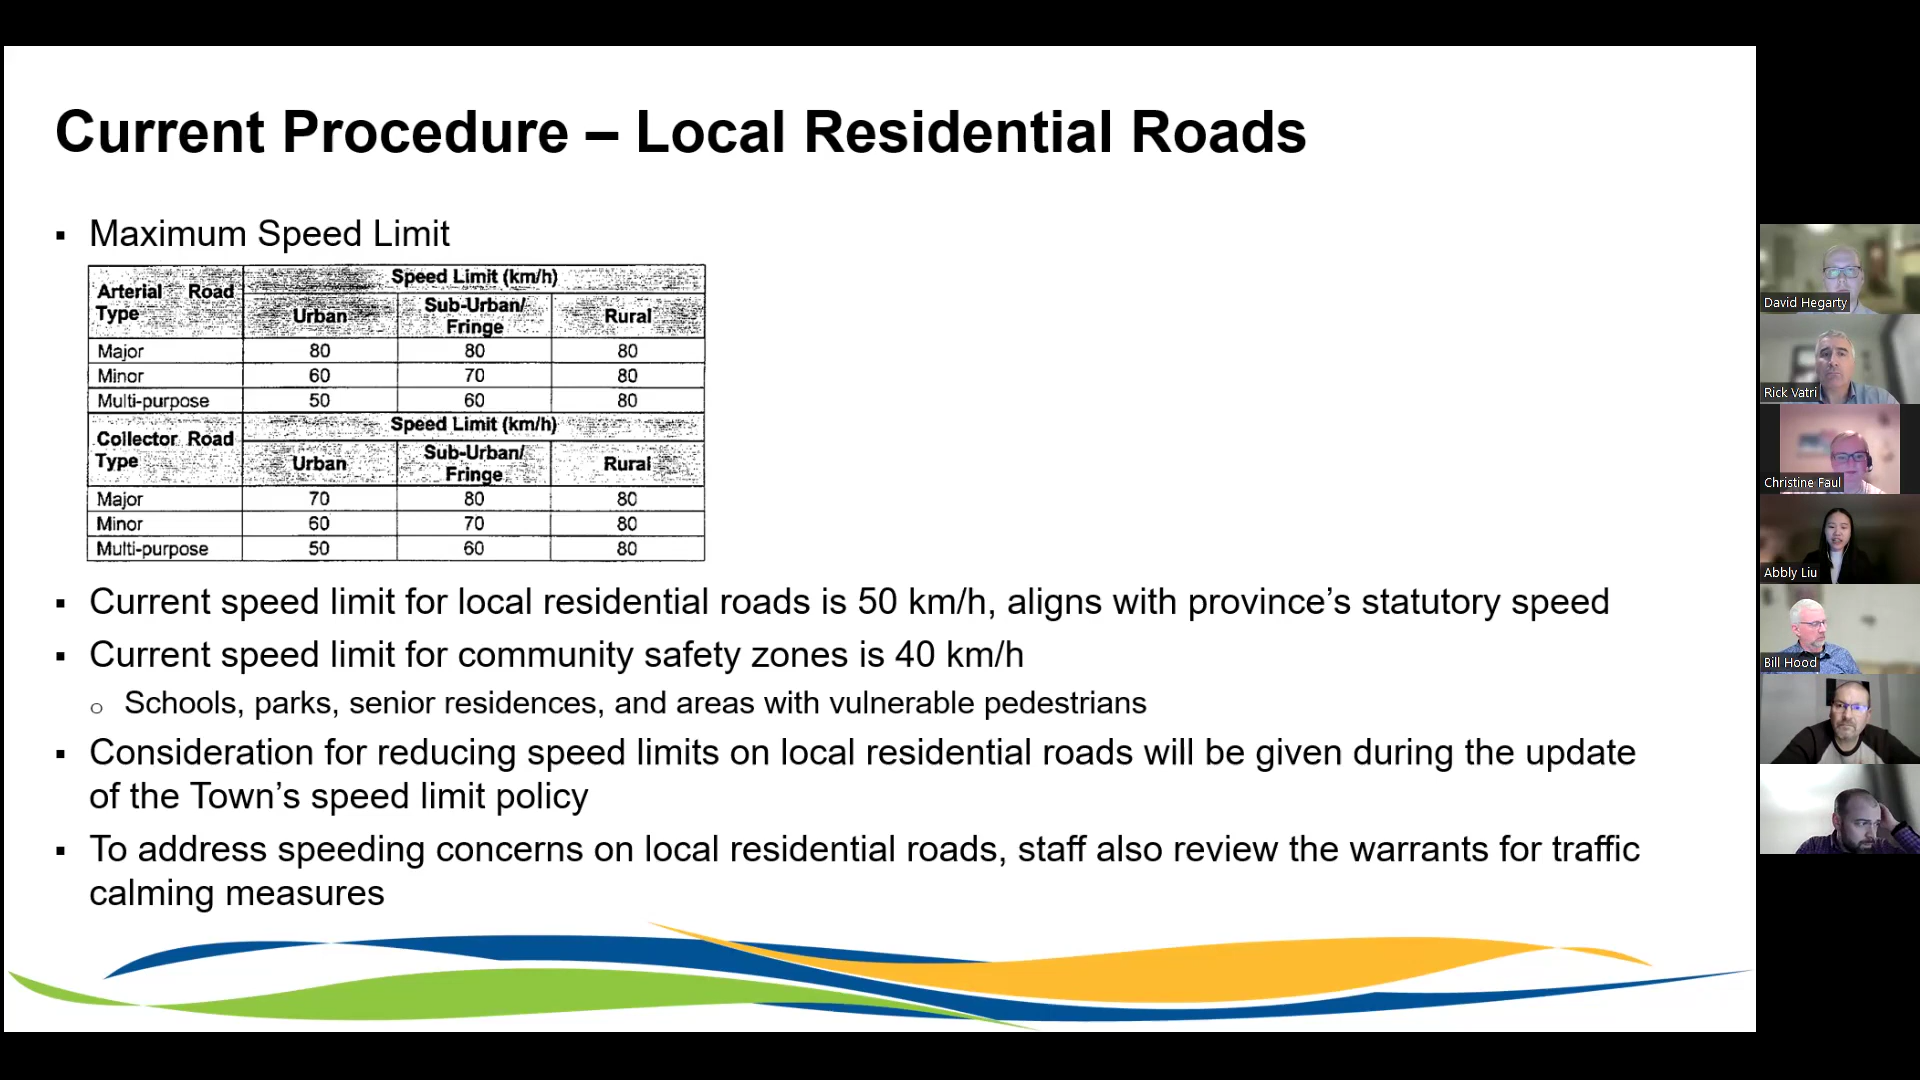 Current Procedure – Local Residential Roads
▪ Maximum Speed Limit
Arterial Road Type
Speed Limit (km/h)
Urban Sub-Urban/ Fringe Rural
Major 80 80 80
Minor 60 70 80
Multi-purpose 50 60 80
Collector Road Type
Speed Limit (km/h)
Urban Sub-Urban/ Fringe Rural
Major 70 80 80
Minor 60 70 80
Multi-purpose 50 60 80
▪ Current speed limit for local residential roads is 50 km/h, aligns with province’s statutory speed
▪ Current speed limit for community safety zones is 40 km/h
o Schools, parks, senior residences, and areas with vulnerable pedestrians
▪ Consideration for reducing speed limits on local residential roads will be given during the update
of the Town’s speed limit policy
▪ To address speeding concerns on local residential roads, staff also review the warrants for traffic
calming measures
David Hegarty
Rick Vatri
Christine Faul
Abbly Liu
Bill Hood